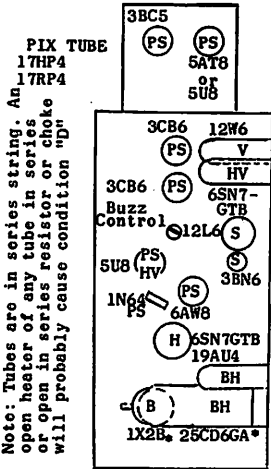 3BC5
PS PS
5AT8
or
5U8
PIX TUBE
17HP4
17RP4
Note: Tubes are in series string. An
open heater of any tube in series
or open in series resistor or choke
will probably cause condition "D"
3CB6 12W6
PS V
HV
3CB6 PS 6SN7-
GTB
Buzz
Control 12L6 S
S
3BN6
5U8 PS
HV
1N64 PS
PS 6AW8
H 6SN7GTB
19AU4
BH
B BH
1X2B* 25CD6GA*